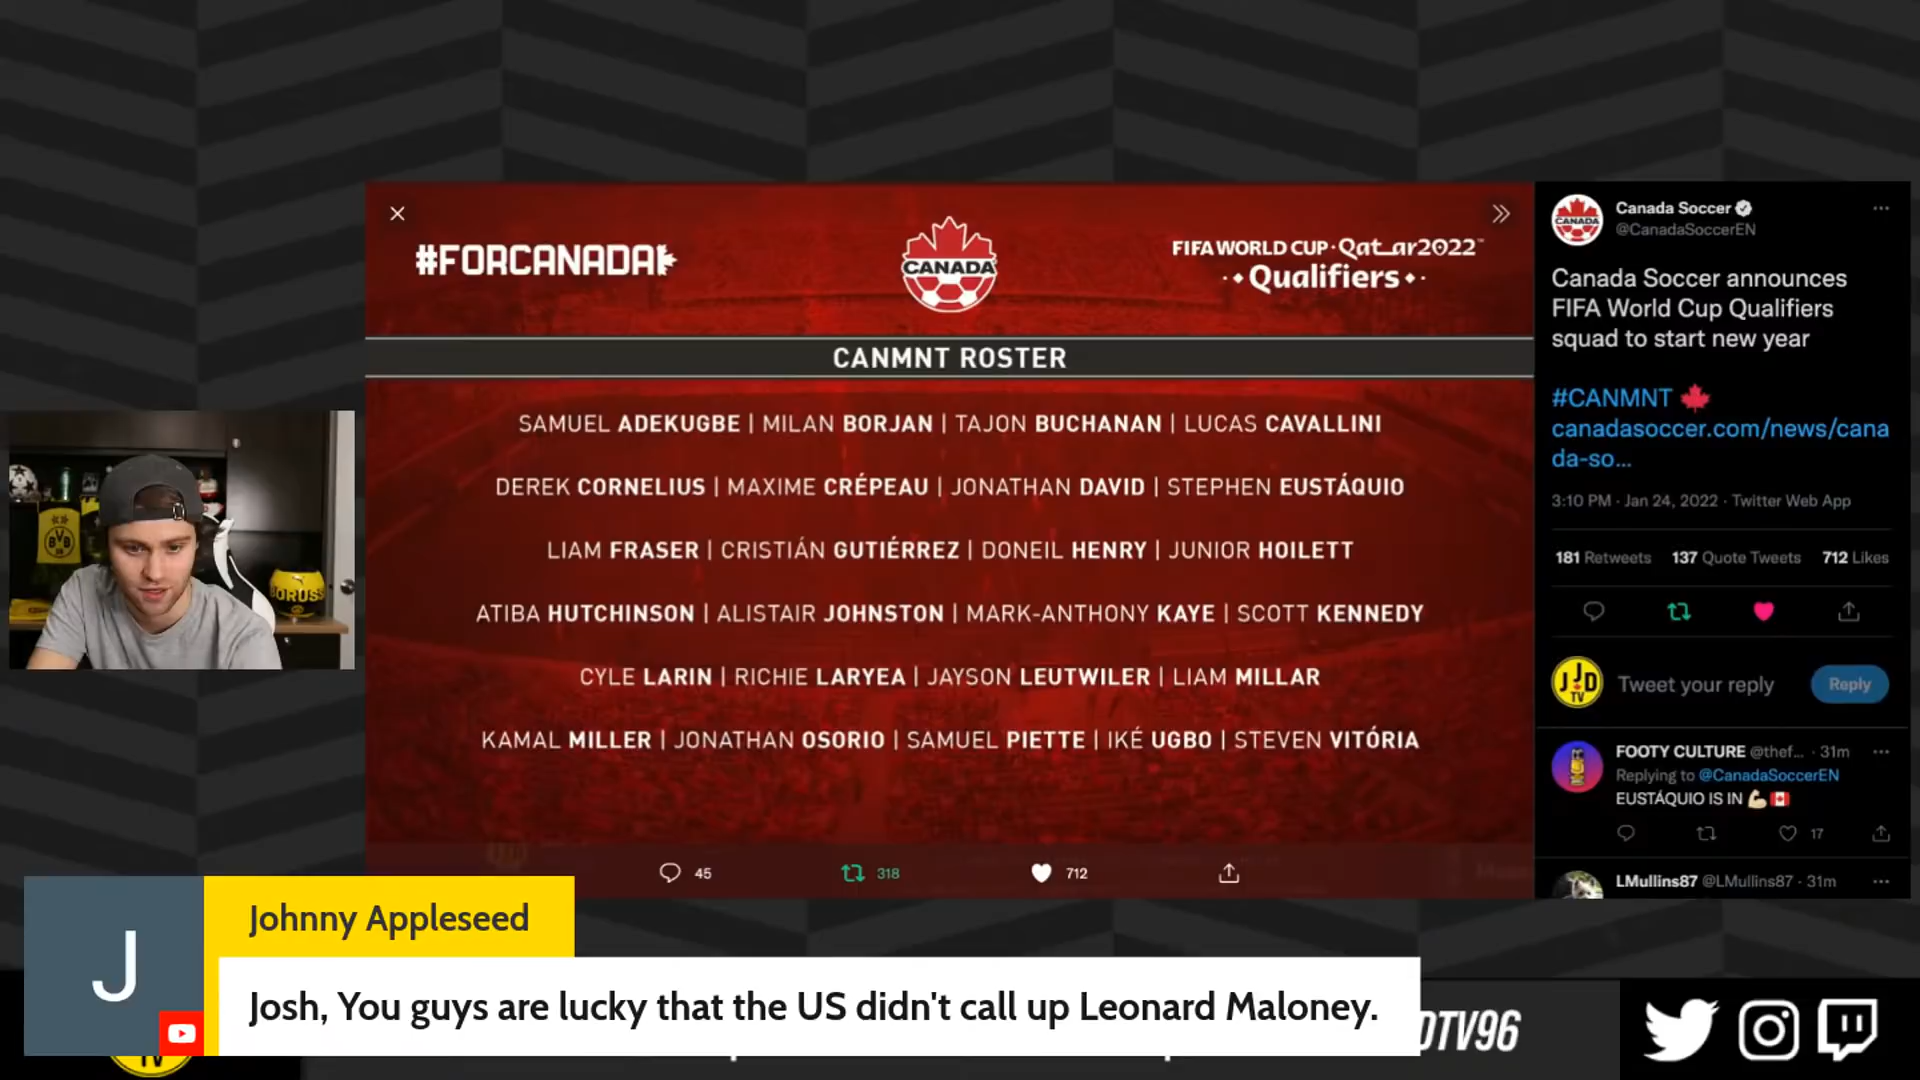 #FORCANADA
CANADA
FIFA WORLD CUP · Qatar2022™
Qualifiers
CANMNT ROSTER
SAMUEL ADEKUGBE | MILAN BORJAN | TAJON BUCHANAN | LUCAS CAVALLINI
DEREK CORNELIUS | MAXIME CRÉPEAU | JONATHAN DAVID | STEPHEN EUSTÁQUIO
LIAM FRASER | CRISTIÁN GUTIÉRREZ | DONEIL HENRY | JUNIOR HOILETT
ATIBA HUTCHINSON | ALISTAIR JOHNSTON | MARK-ANTHONY KAYE | SCOTT KENNEDY
CYLE LARIN | RICHIE LARYEA | JAYSON LEUTWILER | LIAM MILLAR
KAMAL MILLER | JONATHAN OSORIO | SAMUEL PIETTE | IKÉ UGBO | STEVEN VITÓRIA
45 318 712
CANADA
Canada Soccer
@CanadaSoccerEN
Canada Soccer announces
FIFA World Cup Qualifiers
squad to start new year
#CANMNT
canadasoccer.com/news/cana
da-so...
3:10 PM · Jan 24, 2022 · Twitter Web App
181 Retweets 137 Quote Tweets 712 Likes
JJD
TV
Tweet your reply
Reply
FOOTY CULTURE @thef... · 31m
Replying to @CanadaSoccerEN
EUSTÁQUIO IS IN
17
LMullins87 @LMullins87 · 31m
BVB
BORUSS
J
Johnny Appleseed
Josh, You guys are lucky that the US didn't call up Leonard Maloney.
TV
DTV96